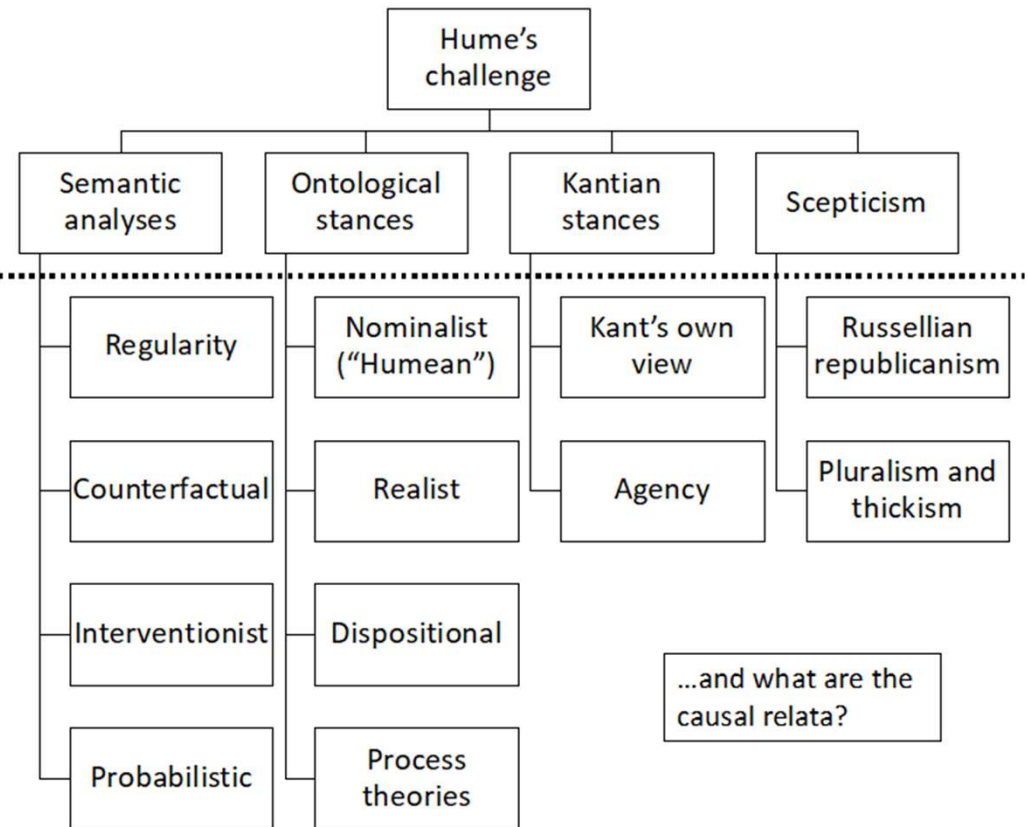 Hume’s
challenge
Semantic
analyses
Ontological
stances
Kantian
stances
Scepticism
Regularity
Counterfactual
Interventionist
Probabilistic
Nominalist
(“Humean”)
Realist
Dispositional
Process
theories
Kant’s own
view
Agency
Russellian
republicanism
Pluralism and
thickism
...and what are the
causal relata?